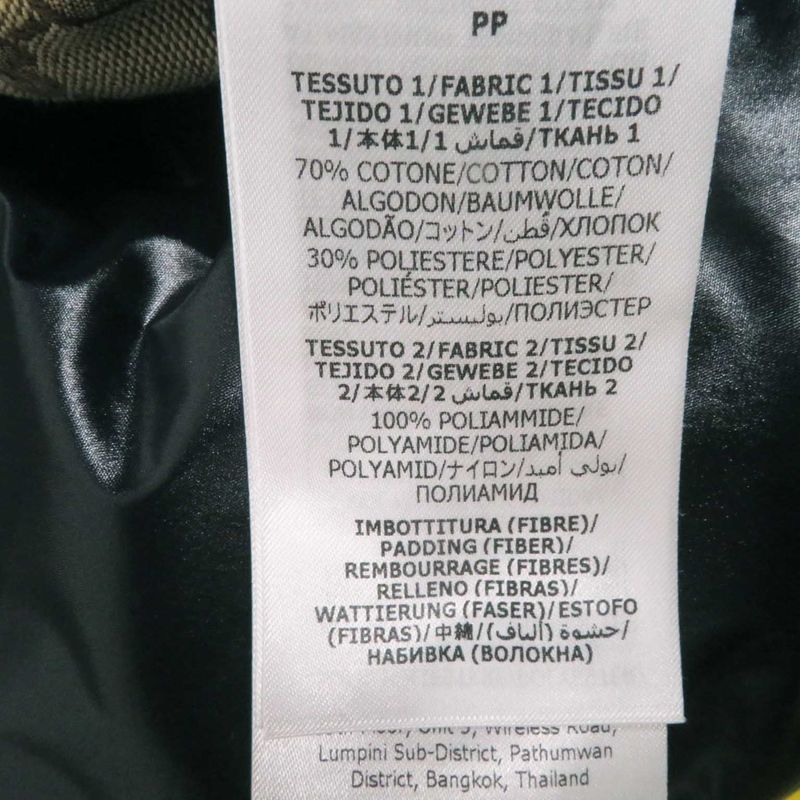 PP
TESSUTO 1/FABRIC 1/TISSU 1/
TEJIDO 1/GEWEBE 1/TECIDO
1/本体1/قماش 1/ТКАНЬ 1
70% COTONE/COTTON/COTON/
ALGODON/BAUMWOLLE/
ALGODÃO/コットン/قطن/ХЛОПОК
30% POLIESTERE/POLYESTER/
POLIÉSTER/POLIESTER/
ポリエステル/بوليستر/ПОЛИЭСТЕР
TESSUTO 2/FABRIC 2/TISSU 2/
TEJIDO 2/GEWEBE 2/TECIDO
2/本体2/قماش 2/ТКАНЬ 2
100% POLIAMMIDE/
POLYAMIDE/POLIAMIDA/
POLYAMID/ナイロン/بولي أميد/
ПОЛИАМИД
IMBOTTITURA (FIBRE)/
PADDING (FIBER)/
REMBOURRAGE (FIBRES)/
RELLENO (FIBRAS)/
WATTIERUNG (FASER)/ESTOFO
(FIBRAS)/中綿/حشوة (ألياف)/
НАБИВКА (ВОЛОКНА)
Wireless Road,
Lumpini Sub-District, Pathumwan
District, Bangkok, Thailand